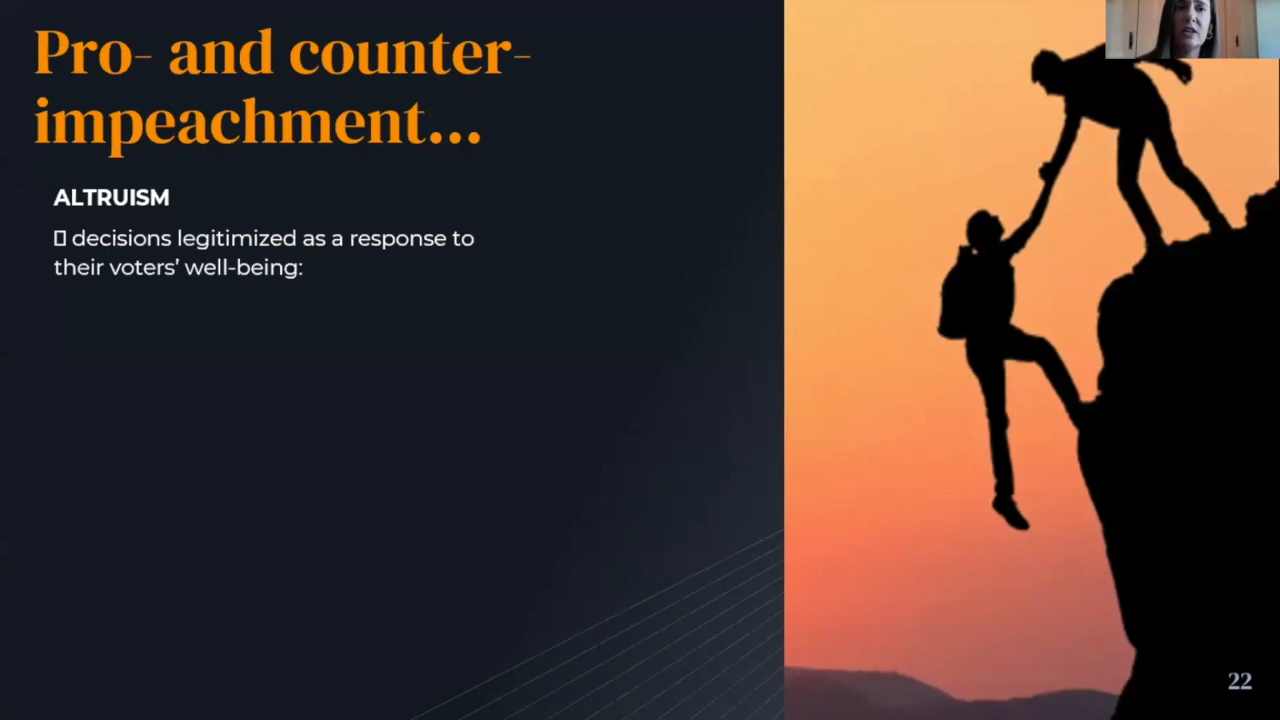 Pro- and counter-
impeachment...
ALTRUISM
▯ decisions legitimized as a response to
their voters' well-being:
22